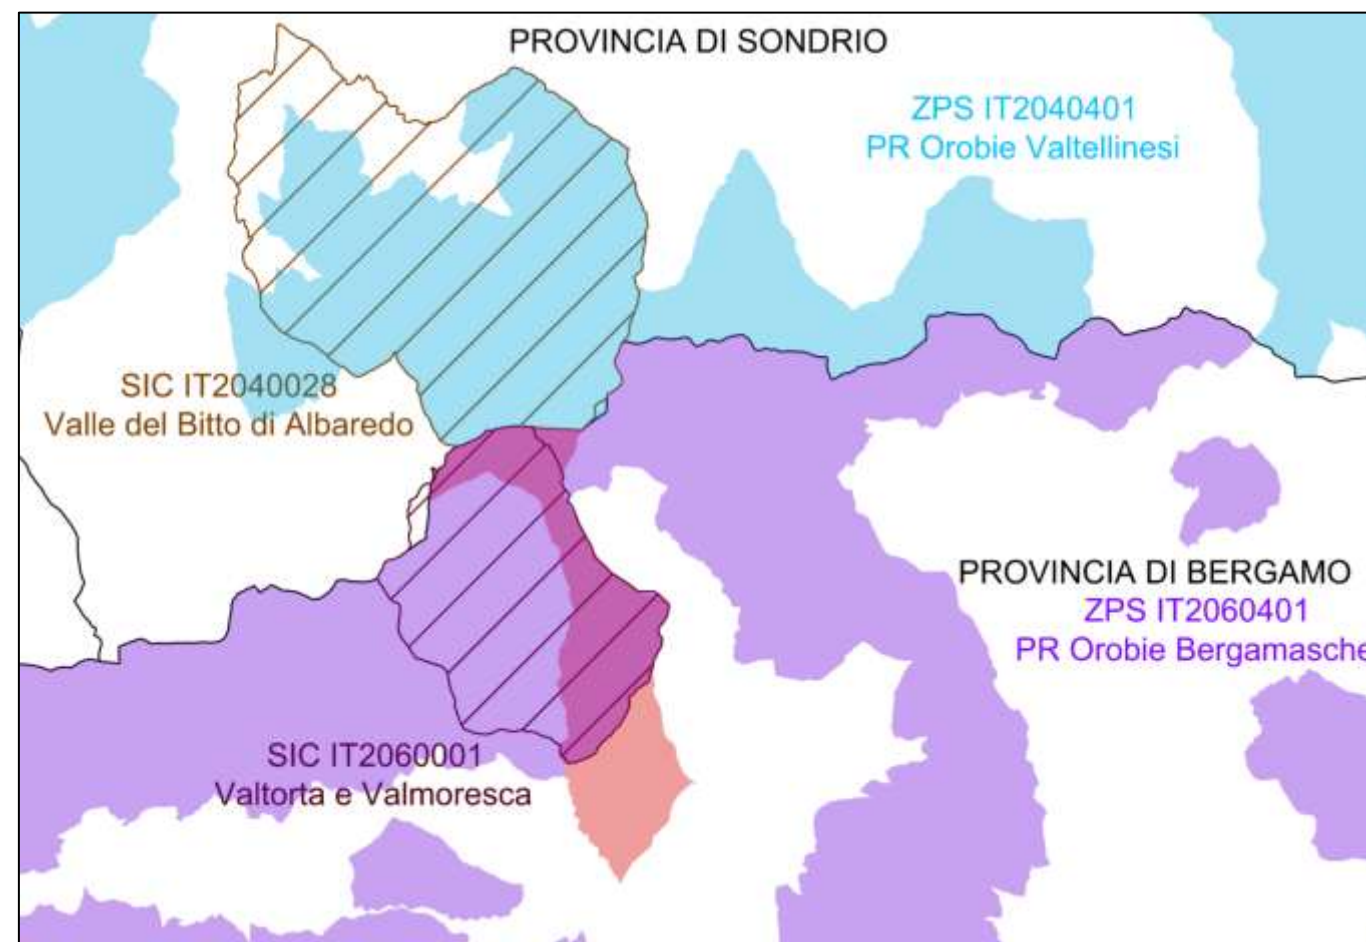 PROVINCIA DI SONDRIO
ZPS IT2040401
PR Orobie Valtellinesi
SIC IT2040028
Valle del Bitto di Albaredo
PROVINCIA DI BERGAMO
ZPS IT2060401
PR Orobie Bergamasche
SIC IT2060001
Valtorta e Valmoresca